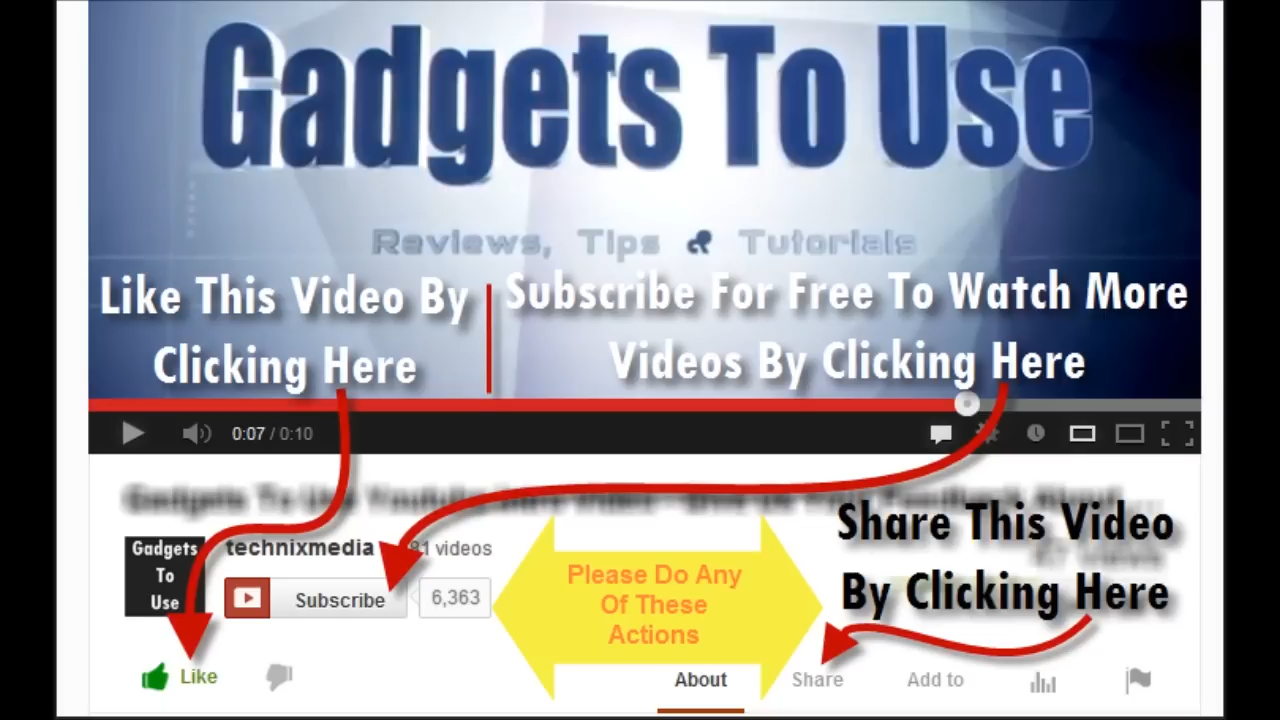 Gadgets To Use
Reviews, Tips & Tutorials
Like This Video By
Clicking Here
Subscribe For Free To Watch More
Videos By Clicking Here
0:07 / 0:10
Share This Video
By Clicking Here
Gadgets
To
Use
technixmedia
81 videos
Subscribe
6,363
Please Do Any
Of These
Actions
Like
About
Share
Add to